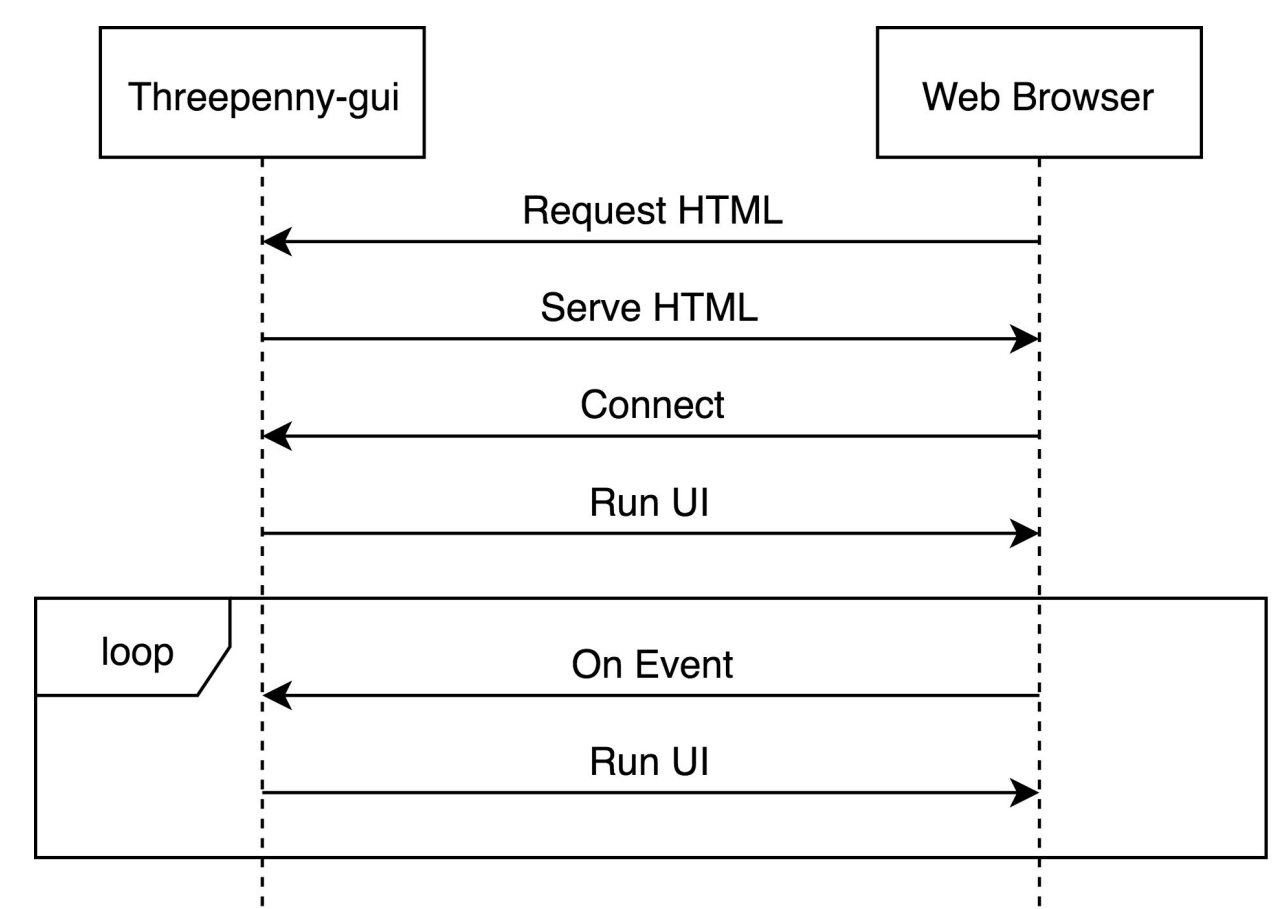 Threepenny-gui
Web Browser
Request HTML
Serve HTML
Connect
Run UI
loop
On Event
Run UI